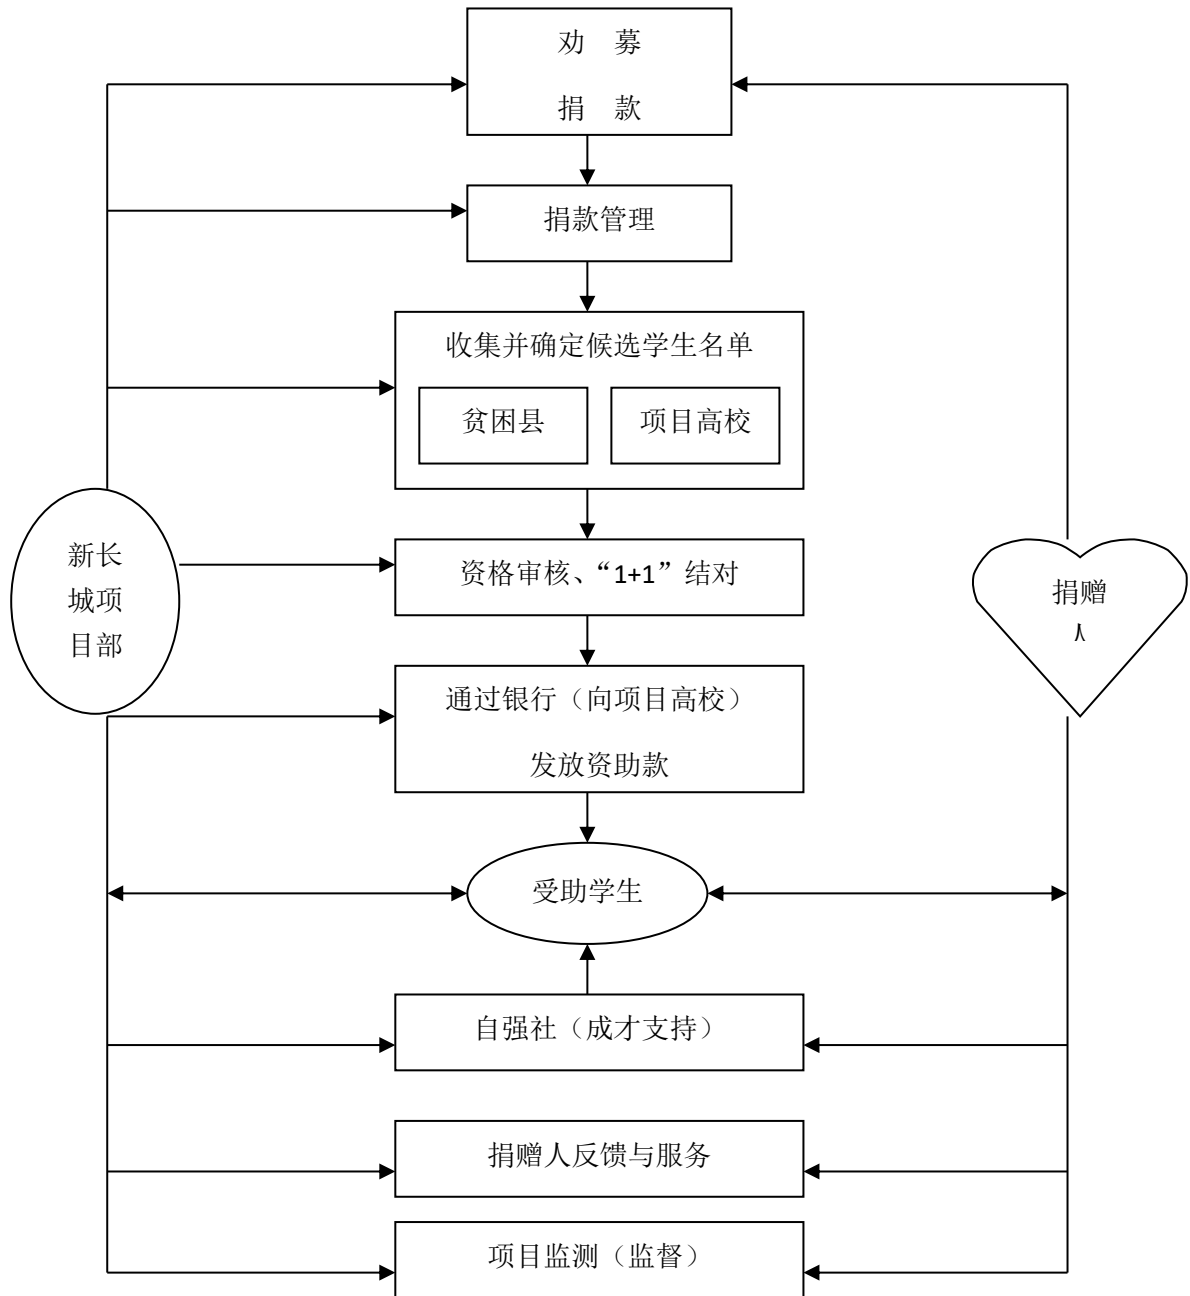 劝　募
捐　款
捐款管理
收集并确定候选学生名单
贫困县
项目高校
新长
城项
目部
资格审核、“1+1”结对
捐赠
人
通过银行（向项目高校）
发放资助款
受助学生
自强社（成才支持）
捐赠人反馈与服务
项目监测（监督）